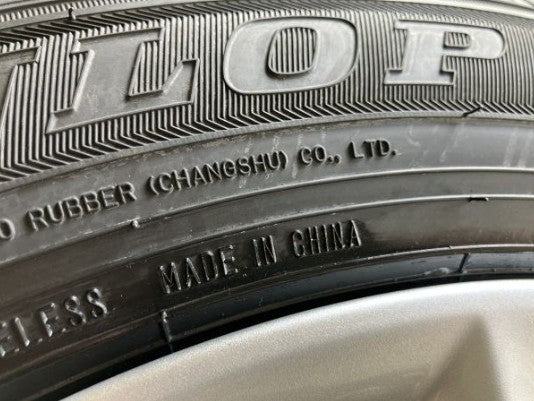 LOP
O RUBBER (CHANGSHU) CO., LTD.
ELESS MADE IN CHINA